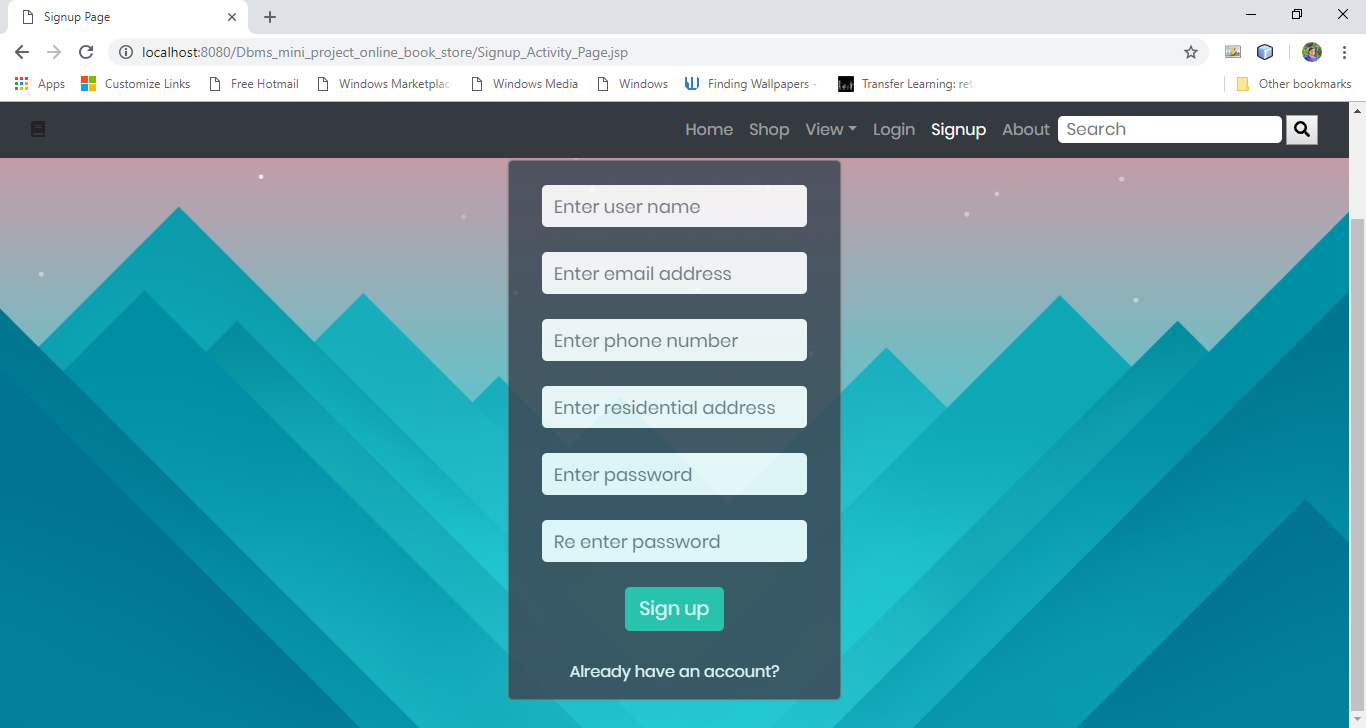 Signup Page
localhost:8080/Dbms_mini_project_online_book_store/Signup_Activity_Page.jsp
Apps Customize Links Free Hotmail Windows Marketplac Windows Media Windows Finding Wallpapers - Transfer Learning: ret Other bookmarks
Home Shop View Login Signup About Search
Enter user name
Enter email address
Enter phone number
Enter residential address
Enter password
Re enter password
Sign up
Already have an account?